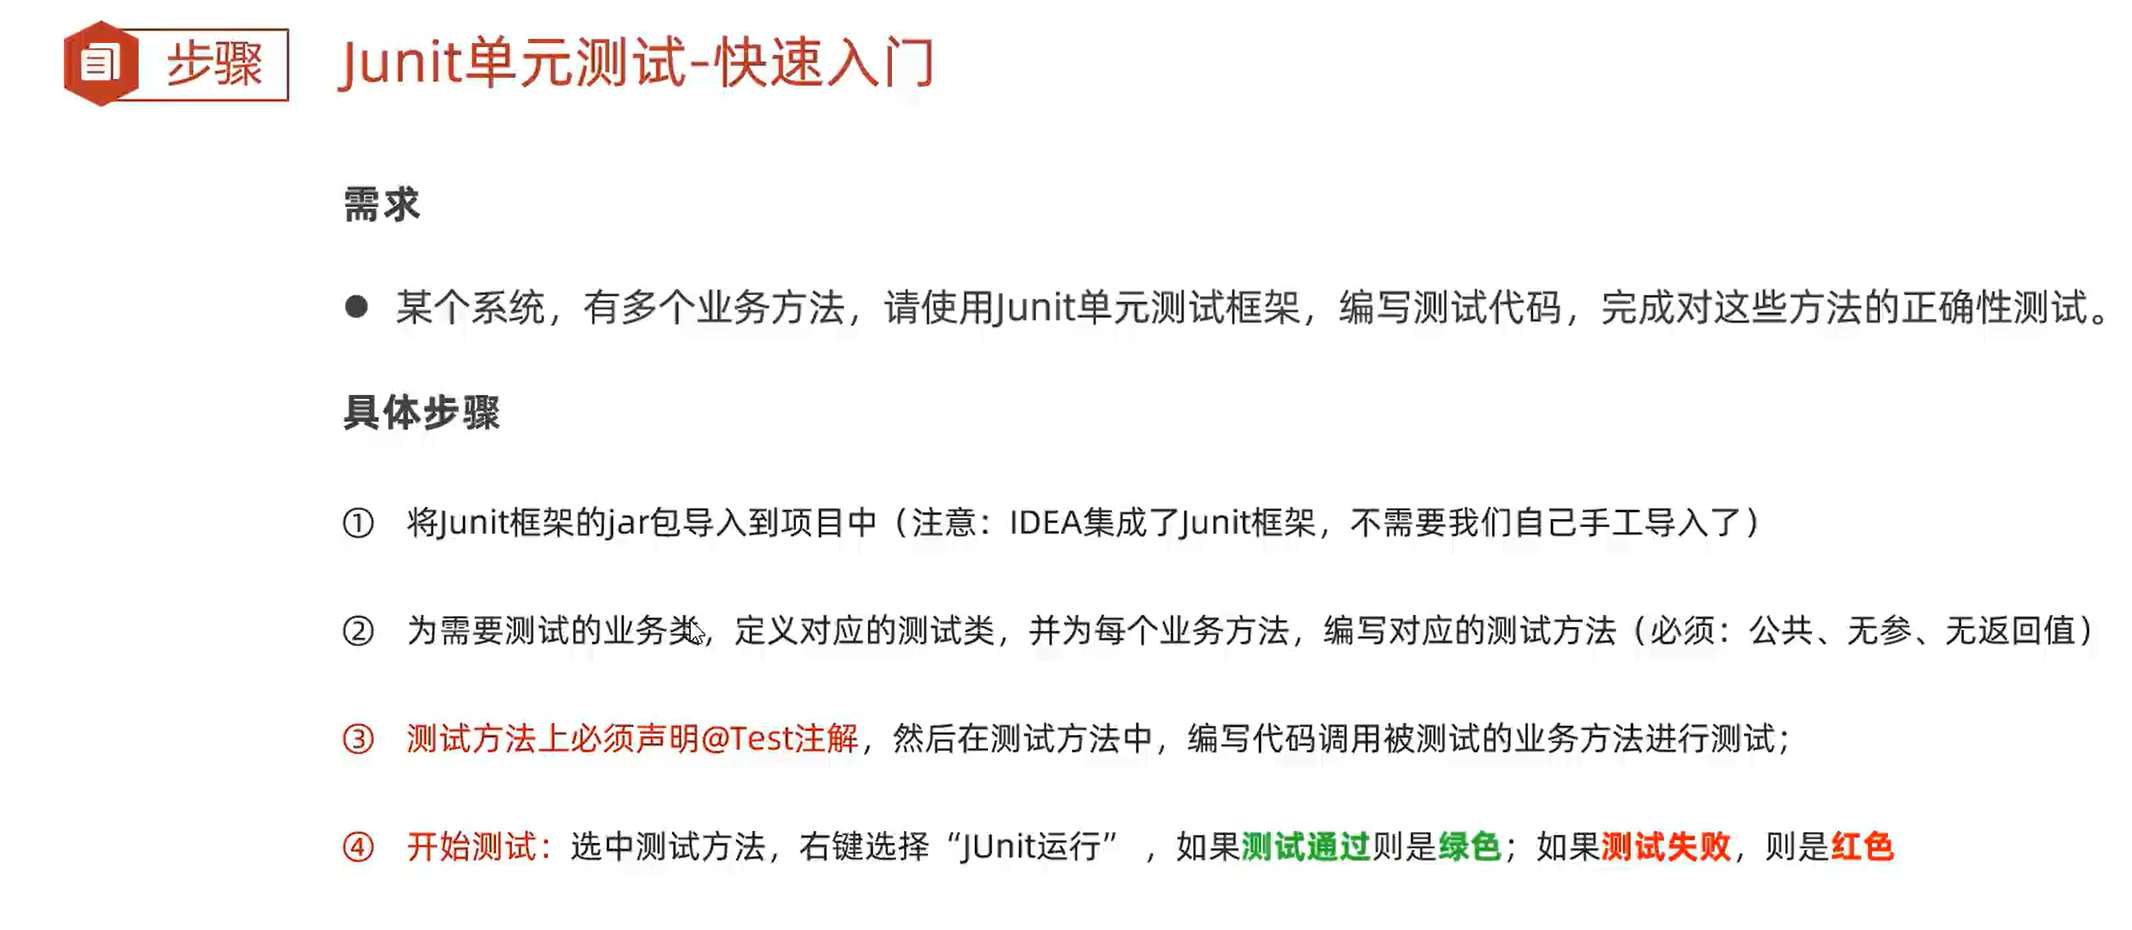 步骤
Junit单元测试-快速入门
需求
● 某个系统，有多个业务方法，请使用Junit单元测试框架，编写测试代码，完成对这些方法的正确性测试。
具体步骤
① 将Junit框架的jar包导入到项目中（注意：IDEA集成了Junit框架，不需要我们自己手工导入了）
② 为需要测试的业务类，定义对应的测试类，并为每个业务方法，编写对应的测试方法（必须：公共、无参、无返回值）
③ 测试方法上必须声明@Test注解，然后在测试方法中，编写代码调用被测试的业务方法进行测试；
④ 开始测试：选中测试方法，右键选择“JUnit运行” ，如果测试通过则是绿色；如果测试失败，则是红色